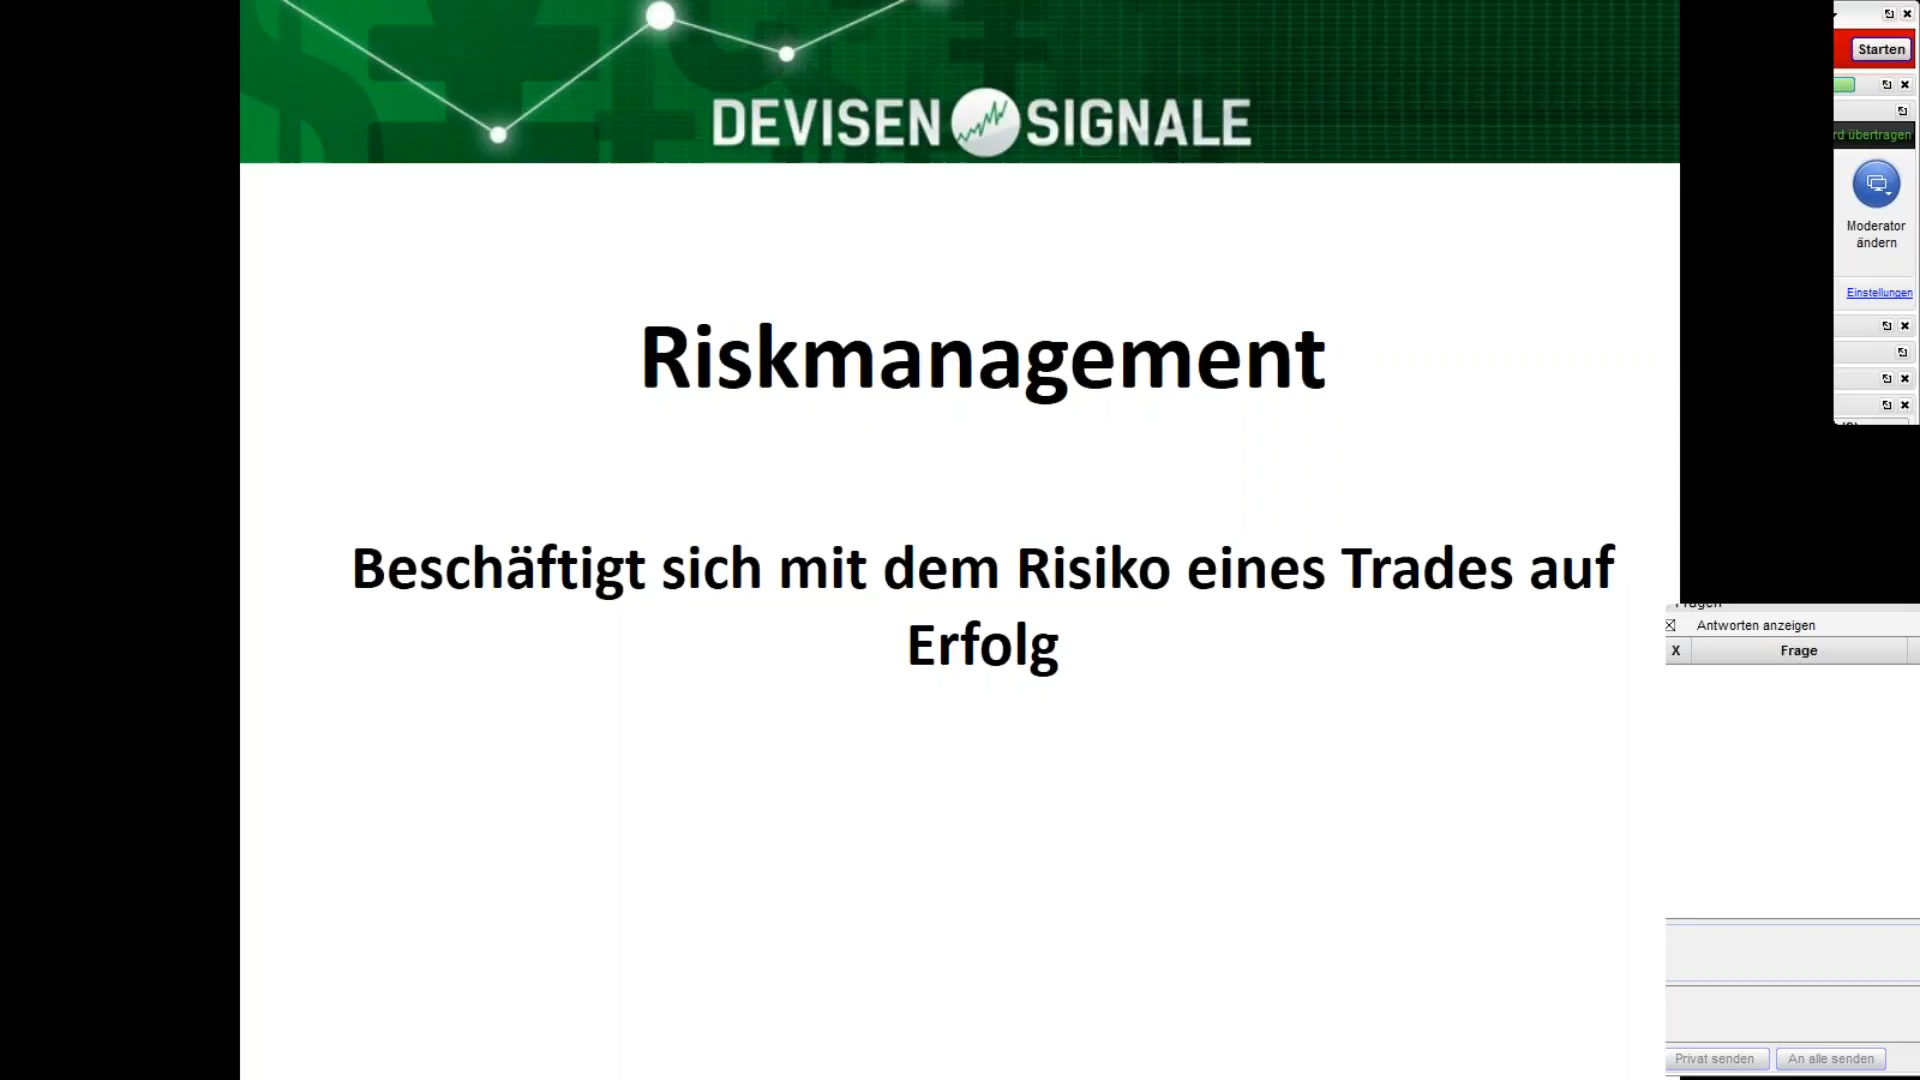 DEVISEN SIGNALE
Riskmanagement
Beschäftigt sich mit dem Risiko eines Trades auf
Erfolg
Starten
übertragen
Moderator
ändern
Einstellungen
Fragen
Antworten anzeigen
X Frage
Privat senden An alle senden